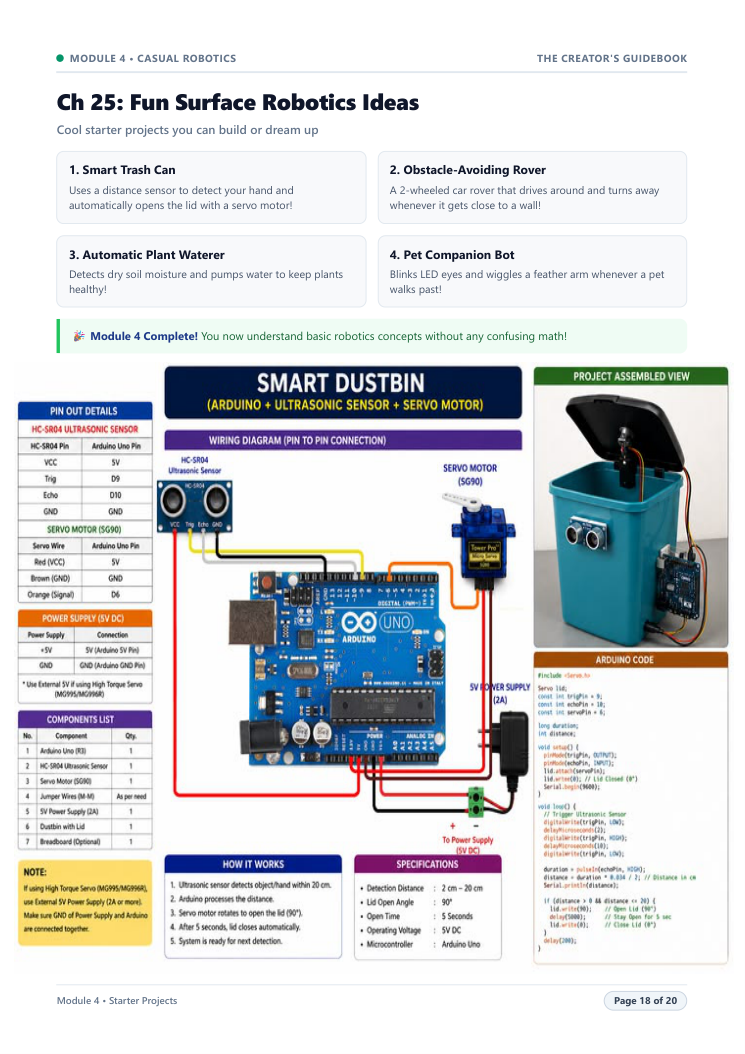 MODULE 4 • CASUAL ROBOTICS
THE CREATOR'S GUIDEBOOK
Ch 25: Fun Surface Robotics Ideas
Cool starter projects you can build or dream up
1. Smart Trash Can
Uses a distance sensor to detect your hand and
automatically opens the lid with a servo motor!
2. Obstacle-Avoiding Rover
A 2-wheeled car rover that drives around and turns away
whenever it gets close to a wall!
3. Automatic Plant Waterer
Detects dry soil moisture and pumps water to keep plants
healthy!
4. Pet Companion Bot
Blinks LED eyes and wiggles a feather arm whenever a pet
walks past!
🎉 Module 4 Complete! You now understand basic robotics concepts without any confusing math!
PIN OUT DETAILS
HC-SR04 ULTRASONIC SENSOR
HC-SR04 Pin Arduino Uno Pin
VCC 5V
Trig D9
Echo D10
GND GND
SERVO MOTOR (SG90)
Servo Wire Arduino Uno Pin
Red (VCC) 5V
Brown (GND) GND
Orange (Signal) D6
POWER SUPPLY (5V DC)
Power Supply Connection
+5V 5V (Arduino 5V Pin)
GND GND (Arduino GND Pin)
* Use External 5V if using High Torque Servo
(MG995/MG996R)
COMPONENTS LIST
No. Component Qty.
1 Arduino Uno (R3) 1
2 HC-SR04 Ultrasonic Sensor 1
3 Servo Motor (SG90) 1
4 Jumper Wires (M-M) As per need
5 5V Power Supply (2A) 1
6 Dustbin with Lid 1
7 Breadboard (Optional) 1
NOTE:
If using High Torque Servo (MG995/MG996R),
use External 5V Power Supply (2A or more).
Make sure GND of Power Supply and Arduino
are connected together.
SMART DUSTBIN
(ARDUINO + ULTRASONIC SENSOR + SERVO MOTOR)
WIRING DIAGRAM (PIN TO PIN CONNECTION)
HC-SR04
Ultrasonic Sensor
HC-SR04
VCC Trig Echo GND
SERVO MOTOR
(SG90)
Tower Pro
Micro Servo
DIGITAL (PWM~)
ARDUINO
UNO
POWER
ANALOG IN
5V POWER SUPPLY
(2A)
+ −
To Power Supply
(5V DC)
HOW IT WORKS
1. Ultrasonic sensor detects object/hand within 20 cm.
2. Arduino processes the distance.
3. Servo motor rotates to open the lid (90°).
4. After 5 seconds, lid closes automatically.
5. System is ready for next detection.
SPECIFICATIONS
• Detection Distance : 2 cm – 20 cm
• Lid Open Angle : 90°
• Open Time : 5 Seconds
• Operating Voltage : 5V DC
• Microcontroller : Arduino Uno
PROJECT ASSEMBLED VIEW
ARDUINO CODE
#include <Servo.h>
Servo lid;
const int trigPin = 9;
const int echoPin = 10;
const int servoPin = 6;
long duration;
int distance;
void setup() {
pinMode(trigPin, OUTPUT);
pinMode(echoPin, INPUT);
lid.attach(servoPin);
lid.write(0); // Lid Closed (0°)
Serial.begin(9600);
}
void loop() {
// Trigger Ultrasonic Sensor
digitalWrite(trigPin, LOW);
delayMicroseconds(2);
digitalWrite(trigPin, HIGH);
delayMicroseconds(10);
digitalWrite(trigPin, LOW);
duration = pulseIn(echoPin, HIGH);
distance = duration * 0.034 / 2; // Distance in cm
Serial.println(distance);
if (distance > 0 && distance <= 20) {
lid.write(90); // Open Lid (90°)
delay(5000); // Stay Open for 5 sec
lid.write(0); // Close Lid (0°)
}
delay(200);
}
Module 4 • Starter Projects
Page 18 of 20